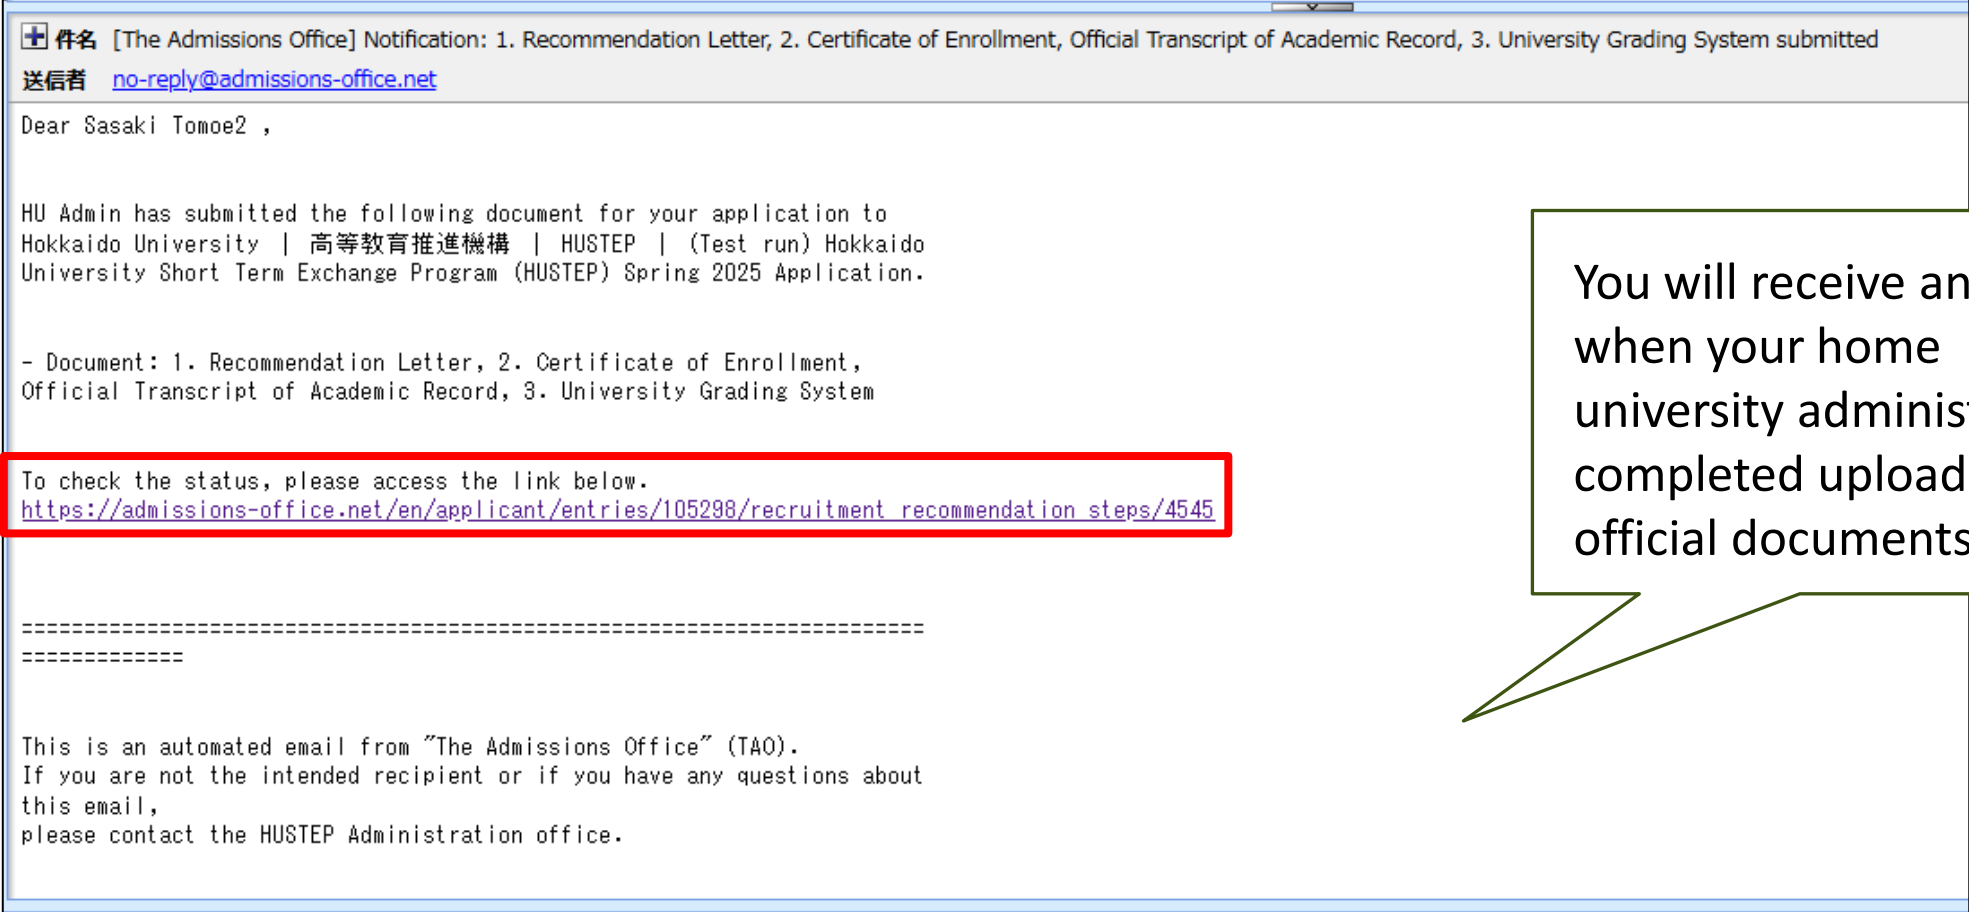 件名 [The Admissions Office] Notification: 1. Recommendation Letter, 2. Certificate of Enrollment, Official Transcript of Academic Record, 3. University Grading System submitted
送信者 no-reply@admissions-office.net
Dear Sasaki Tomoe2 ,
HU Admin has submitted the following document for your application to
Hokkaido University | 高等教育推進機構 | HUSTEP | (Test run) Hokkaido
University Short Term Exchange Program (HUSTEP) Spring 2025 Application.
- Document: 1. Recommendation Letter, 2. Certificate of Enrollment,
Official Transcript of Academic Record, 3. University Grading System
To check the status, please access the link below.
https://admissions-office.net/en/applicant/entries/105298/recruitment_recommendation_steps/4545
========================================================================
=============
This is an automated email from "The Admissions Office" (TAO).
If you are not the intended recipient or if you have any questions about
this email,
please contact the HUSTEP Administration office.
You will receive an
when your home
university adminis
completed upload
official documents